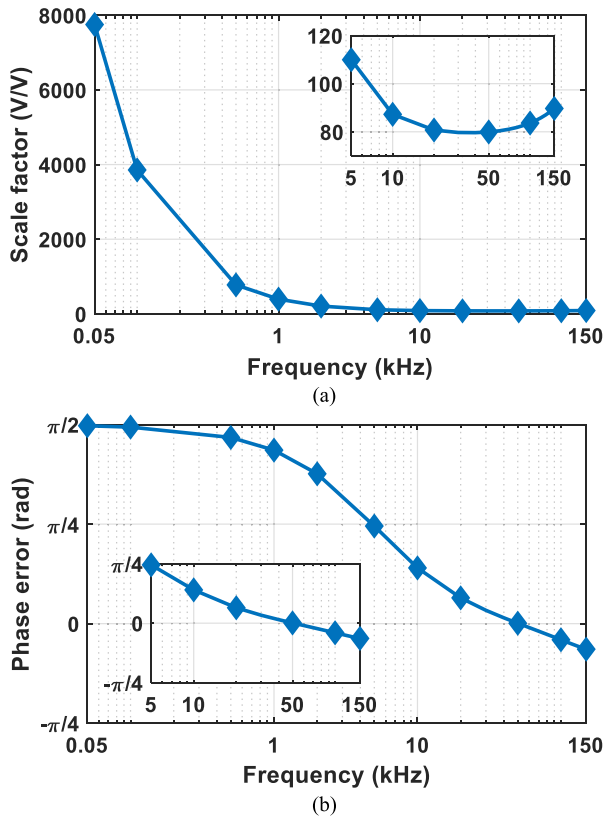 Scale factor (V/V)
8000
6000
4000
2000
0
0.05
1
10
150
Frequency (kHz)
120
100
80
5
10
50
150
(a)
Phase error (rad)
π/2
π/4
0
-π/4
0.05
1
10
150
Frequency (kHz)
π/4
0
-π/4
5
10
50
150
(b)